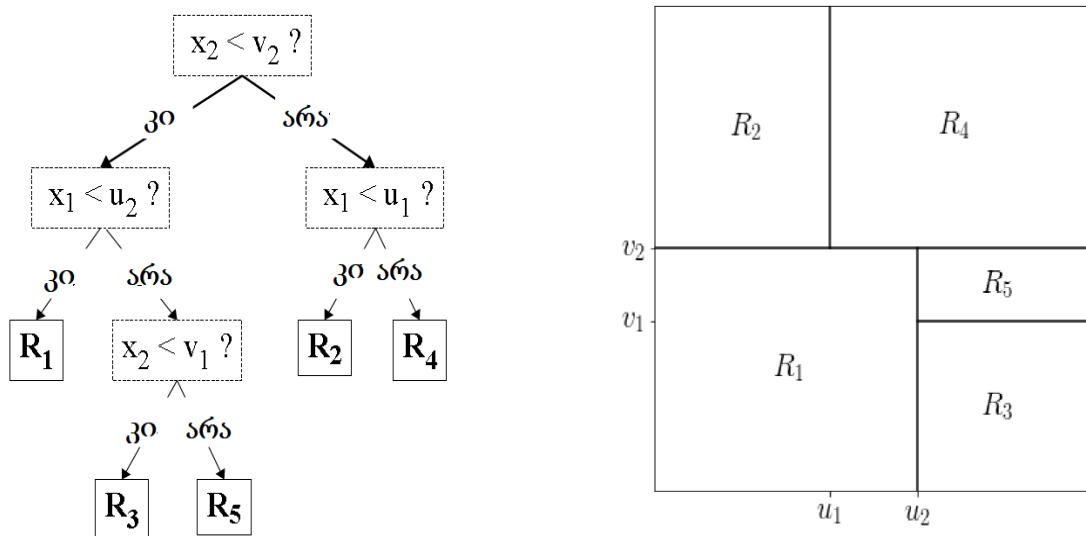 x₂ < v₂ ?
კი არა
x₁ < u₂ ?
x₁ < u₁ ?
კი არა
კი არა
R₁
x₂ < v₁ ?
R₂
R₄
კი არა
R₃
R₅
R₂
R₄
v₂
R₅
v₁
R₁
R₃
u₁
u₂